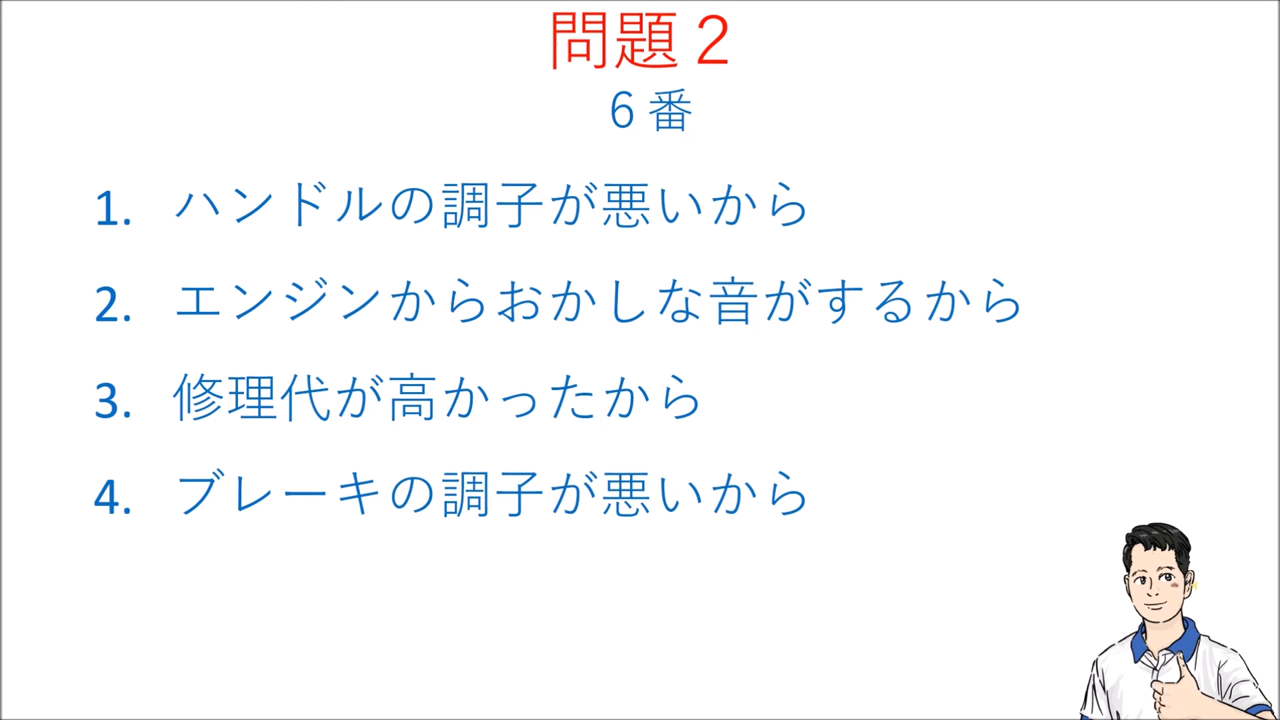 問題２
６番
1. ハンドルの調子が悪いから
2. エンジンからおかしな音がするから
3. 修理代が高かったから
4. ブレーキの調子が悪いから